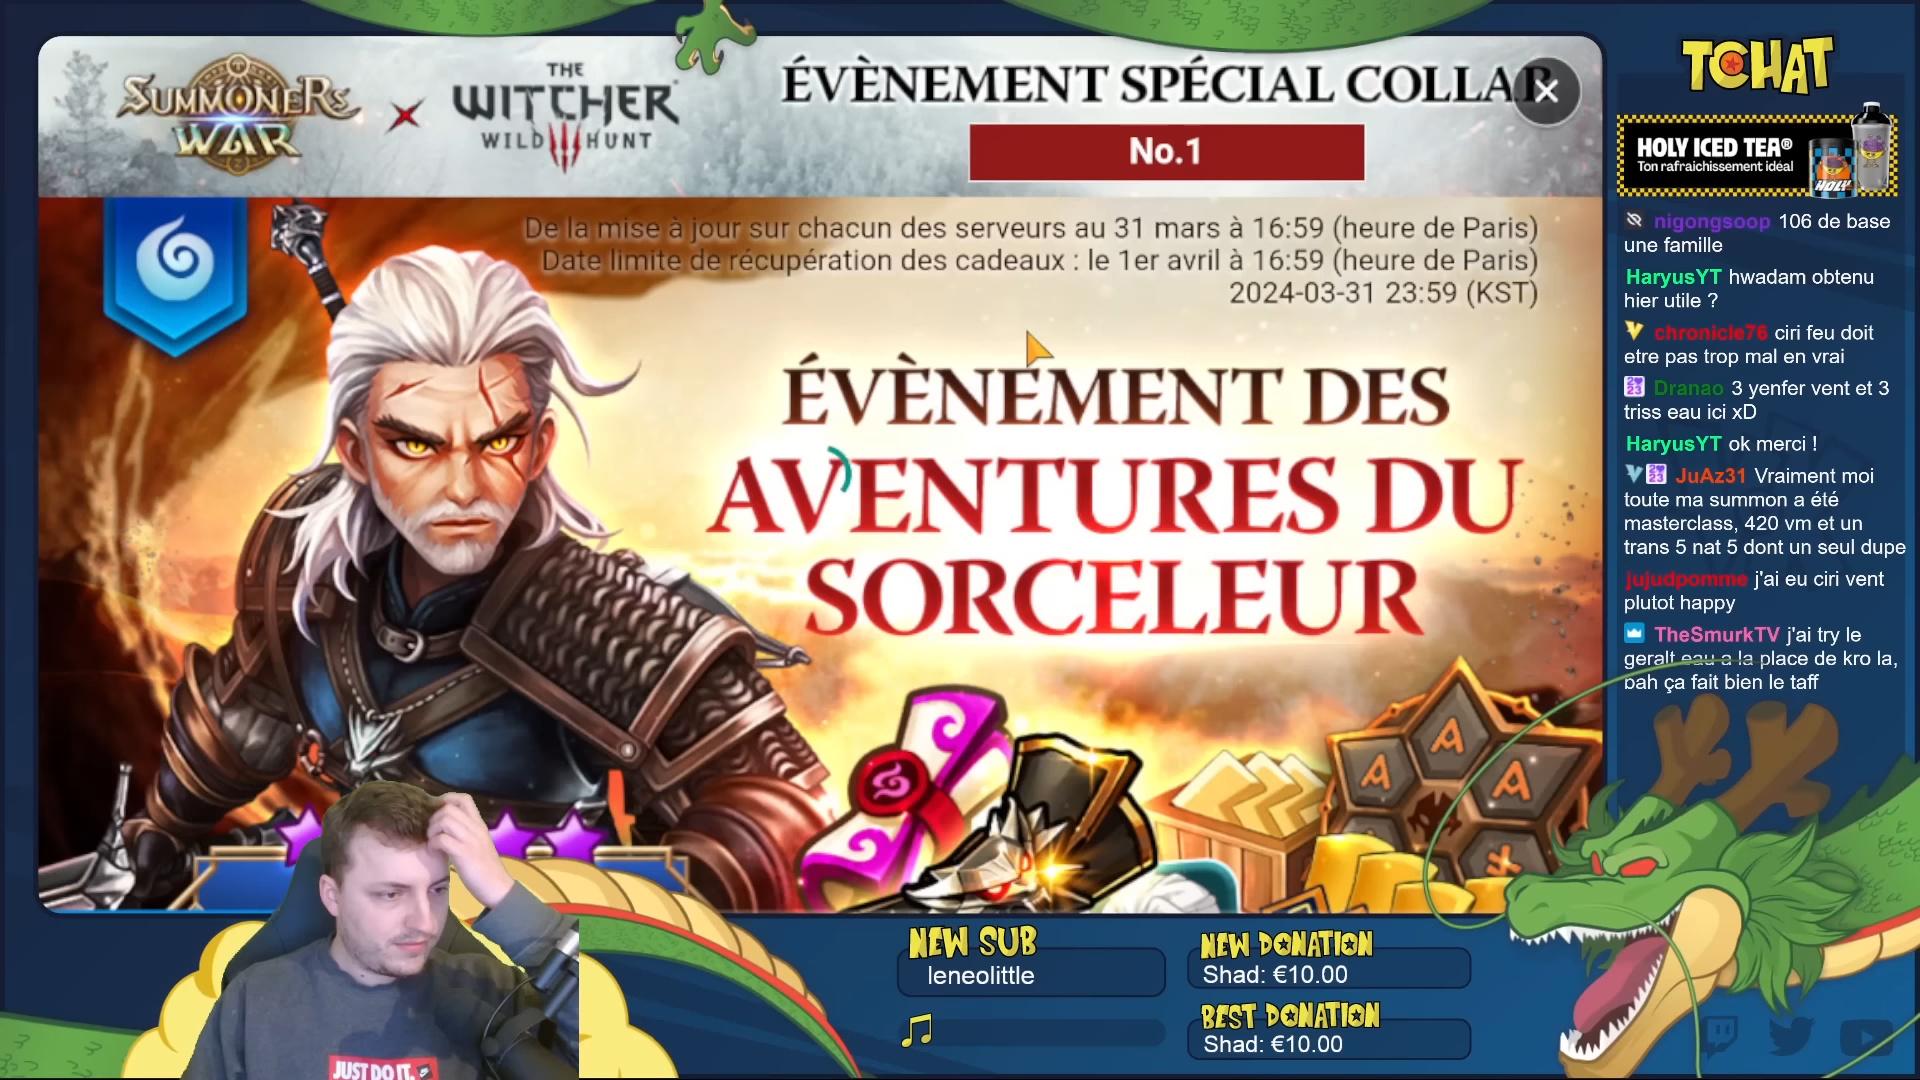 SUMMONERS
WAR
THE
WITCHER
WILD HUNT
ÉVÈNEMENT SPÉCIAL COLLAB
No.1
De la mise à jour sur chacun des serveurs au 31 mars à 16:59 (heure de Paris)
Date limite de récupération des cadeaux : le 1er avril à 16:59 (heure de Paris)
2024-03-31 23:59 (KST)
ÉVÈNEMENT DES
AVENTURES DU
SORCELEUR
A
A
A
TCHAT
HOLY ICED TEA®
Ton rafraichissement idéal
HOLY!
nigongsoop 106 de base
une famille
HaryusYT hwadam obtenu
hier utile ?
chronicle76 ciri feu doit
etre pas trop mal en vrai
Dranao 3 yenfer vent et 3
triss eau ici xD
HaryusYT ok merci !
JuAz31 Vraiment moi
toute ma summon a été
masterclass, 420 vm et un
trans 5 nat 5 dont un seul dupe
jujudpomme j'ai eu ciri vent
plutot happy
TheSmurkTV j'ai try le
geralt eau a la place de kro la,
bah ça fait bien le taff
NEW SUB
leneolittle
NEW DONATION
Shad: €10.00
BEST DONATION
Shad: €10.00
JUST DO IT.